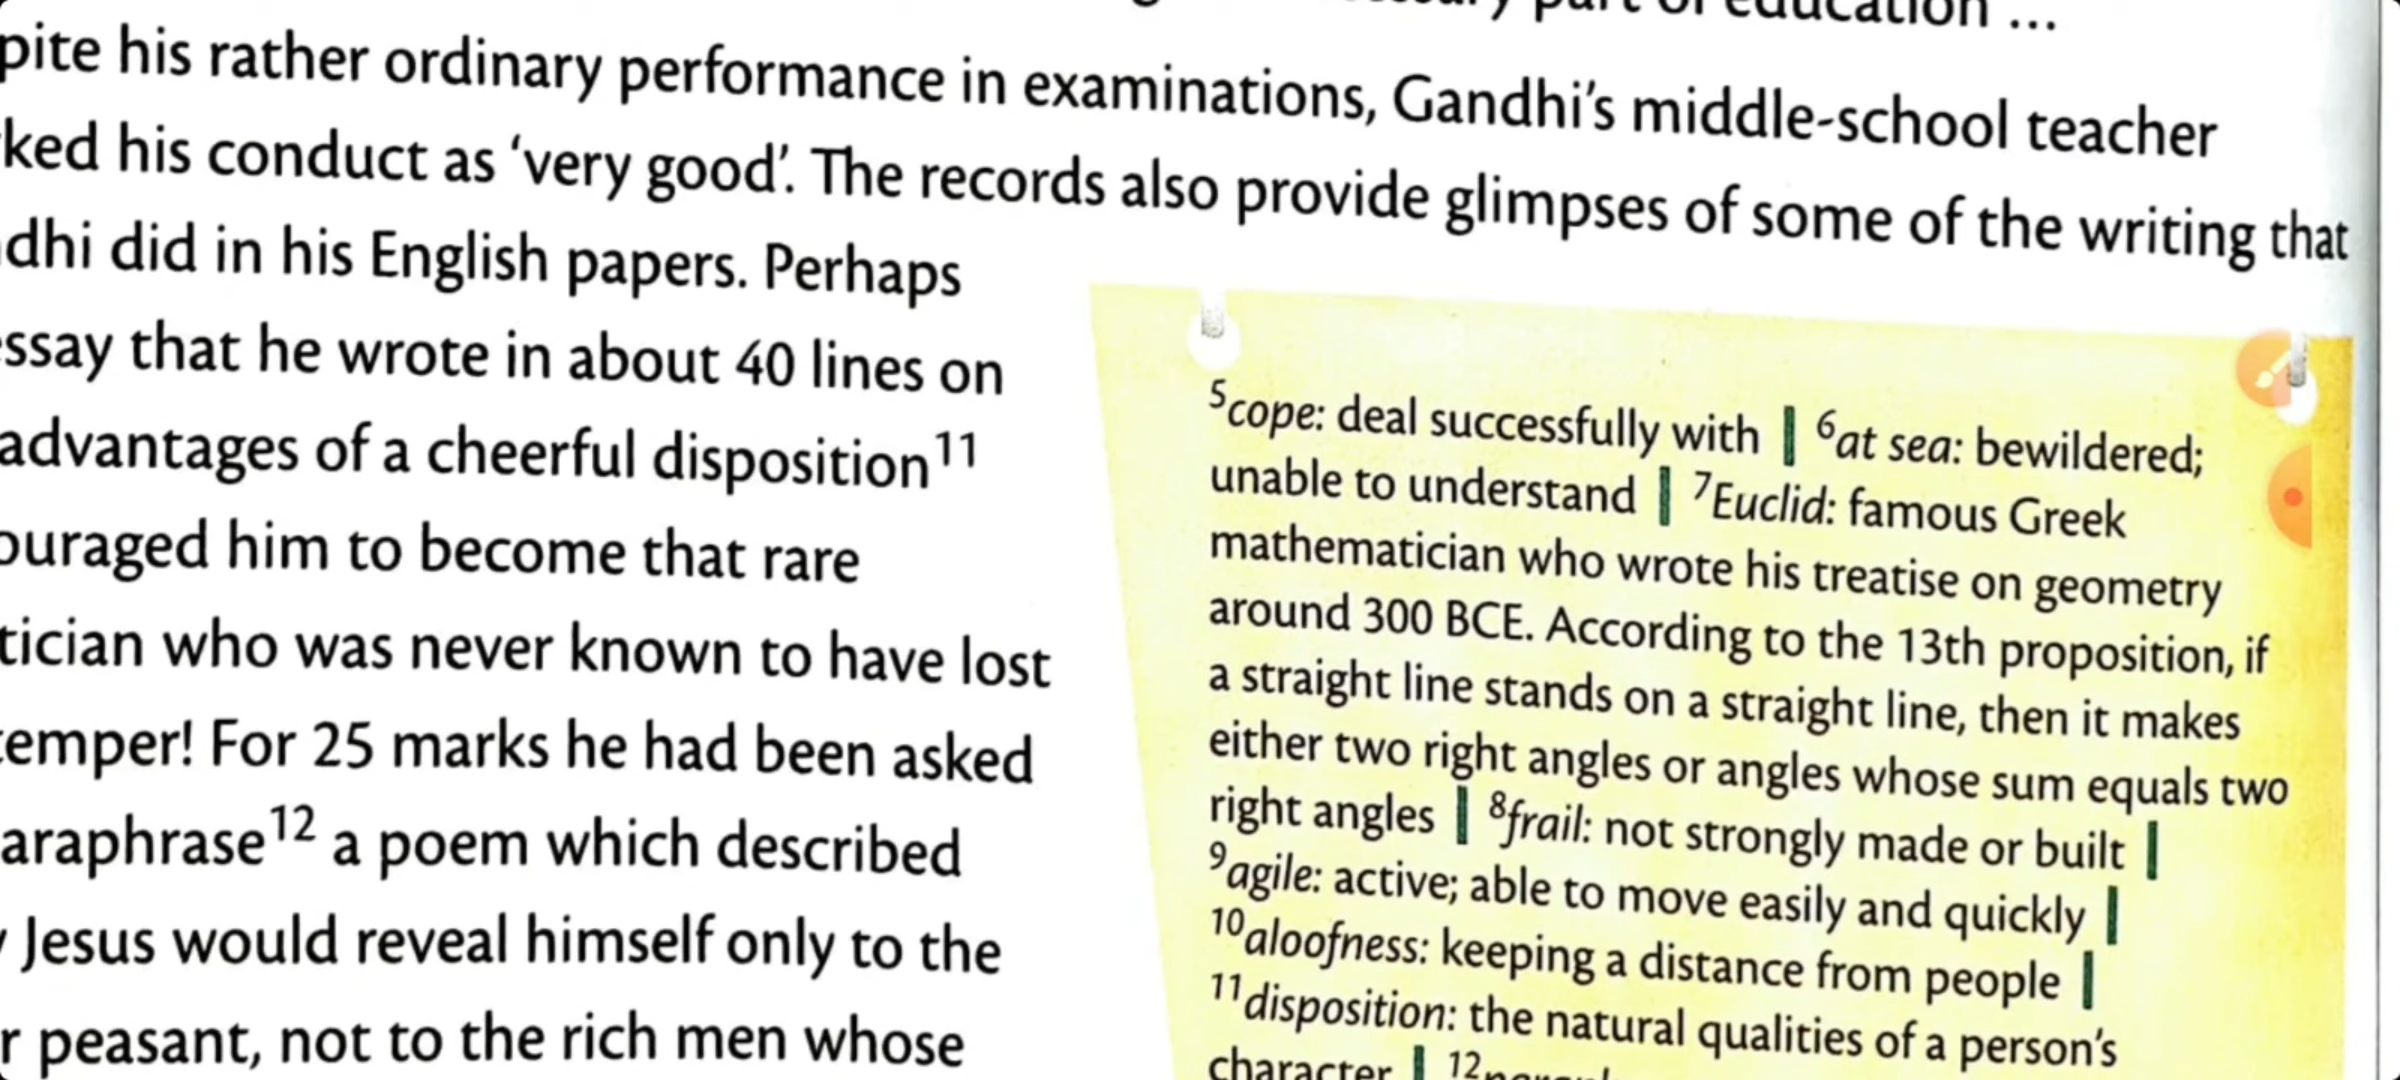 part of education ...
pite his rather ordinary performance in examinations, Gandhi's middle-school teacher
ked his conduct as 'very good'. The records also provide glimpses of some of the writing that
dhi did in his English papers. Perhaps
ssay that he wrote in about 40 lines on
advantages of a cheerful disposition11
ouraged him to become that rare
tician who was never known to have lost
temper! For 25 marks he had been asked
araphrase12 a poem which described
Jesus would reveal himself only to the
r peasant, not to the rich men whose
5cope: deal successfully with | 6at sea: bewildered;
unable to understand | 7Euclid: famous Greek
mathematician who wrote his treatise on geometry
around 300 BCE. According to the 13th proposition, if
a straight line stands on a straight line, then it makes
either two right angles or angles whose sum equals two
right angles | 8frail: not strongly made or built |
9agile: active; able to move easily and quickly |
10aloofness: keeping a distance from people |
11disposition: the natural qualities of a person's
character | 12